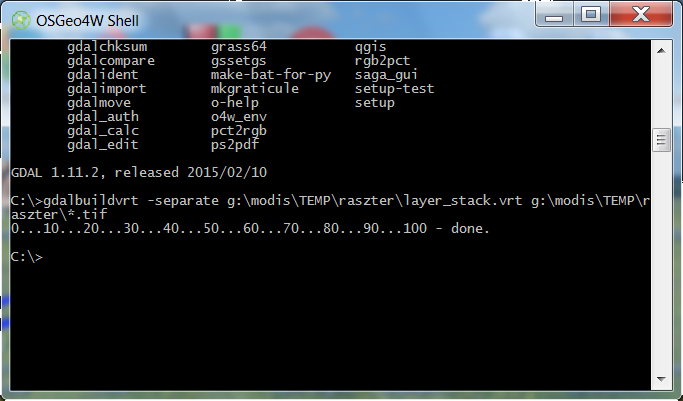 OSGeo4W Shell
gdalchksum grass64 qgis
gdalcompare gssetgs rgb2pct
gdalident make-bat-for-py saga_gui
gdalimport mkgraticule setup-test
gdalmove o-help setup
gdal_auth o4w_env
gdal_calc pct2rgb
gdal_edit ps2pdf
GDAL 1.11.2, released 2015/02/10
C:\>gdalbuildvrt -separate g:\modis\TEMP\raszter\layer_stack.vrt g:\modis\TEMP\r
aszter\*.tif
0...10...20...30...40...50...60...70...80...90...100 - done.
C:\>